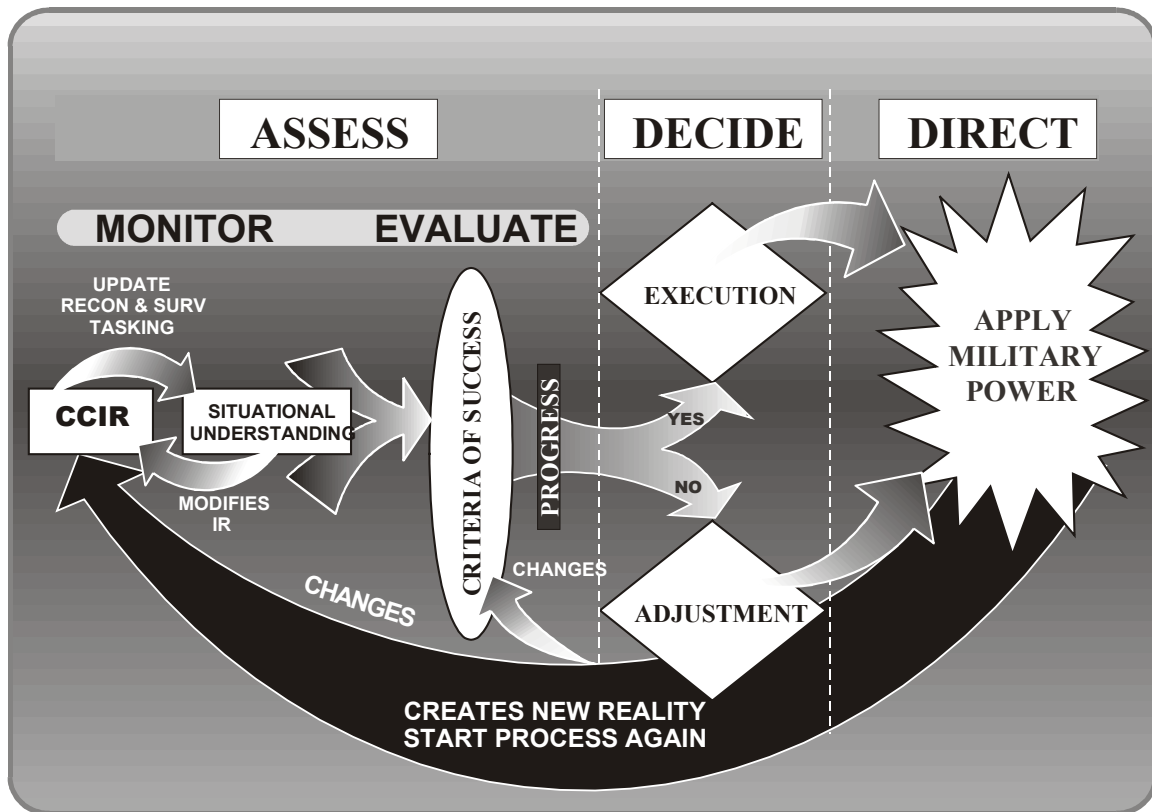 ASSESS
DECIDE
DIRECT
MONITOR
EVALUATE
UPDATE
RECON & SURV
TASKING
CCIR
SITUATIONAL
UNDERSTANDING
MODIFIES
IR
CRITERIA OF SUCCESS
PROGRESS
YES
NO
EXECUTION
ADJUSTMENT
APPLY
MILITARY
POWER
CHANGES
CHANGES
CREATES NEW REALITY
START PROCESS AGAIN